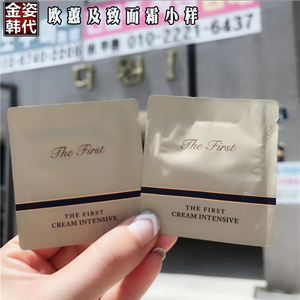 金姿
韩代
欧蕙及致面霜小样
010-2221-6437
The First
The First
THE FIRST
CREAM INTENSIVE
THE FIRST
CREAM INTENSIVE